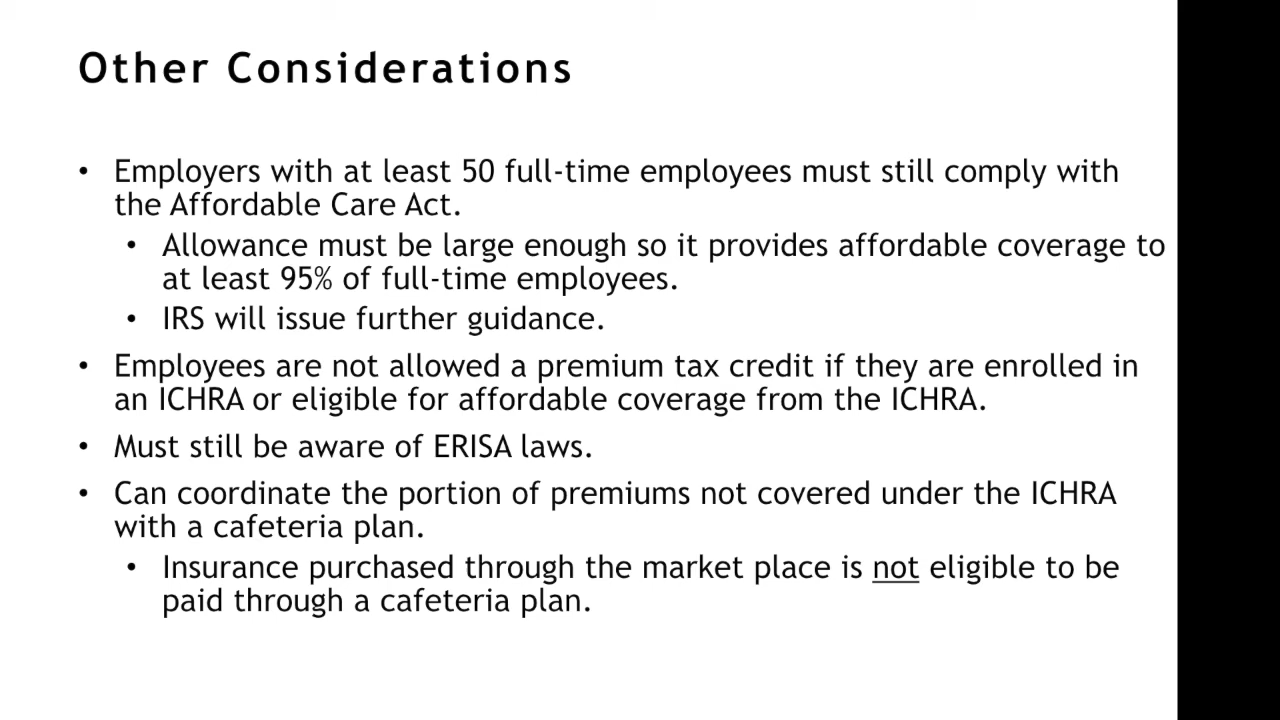 Other Considerations
• Employers with at least 50 full-time employees must still comply with
the Affordable Care Act.
• Allowance must be large enough so it provides affordable coverage to
at least 95% of full-time employees.
• IRS will issue further guidance.
• Employees are not allowed a premium tax credit if they are enrolled in
an ICHRA or eligible for affordable coverage from the ICHRA.
• Must still be aware of ERISA laws.
• Can coordinate the portion of premiums not covered under the ICHRA
with a cafeteria plan.
• Insurance purchased through the market place is not eligible to be
paid through a cafeteria plan.